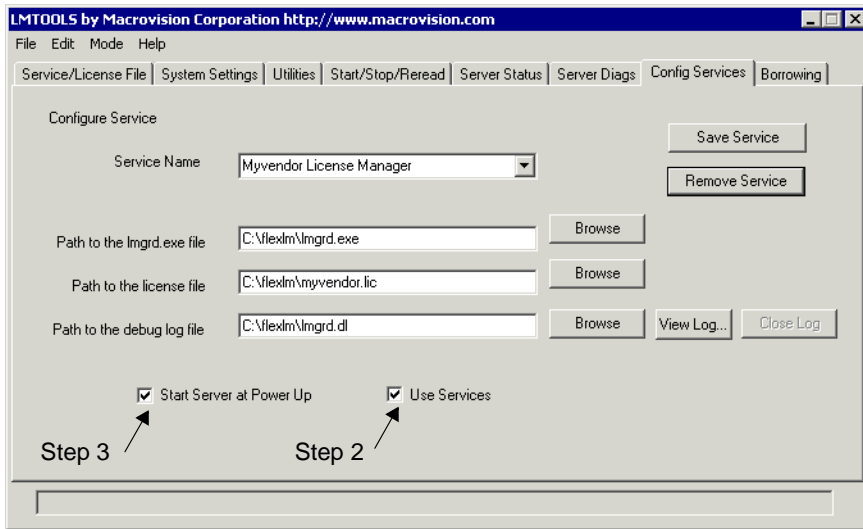 LMTOOLS by Macrovision Corporation http://www.macrovision.com
File Edit Mode Help
Service/License File System Settings Utilities Start/Stop/Reread Server Status Server Diags Config Services Borrowing
Configure Service
Save Service
Service Name Myvendor License Manager
Remove Service
Path to the lmgrd.exe file C:\flexlm\lmgrd.exe Browse
Path to the license file C:\flexlm\myvendor.lic Browse
Path to the debug log file C:\flexlm\lmgrd.dl Browse View Log... Close Log
Start Server at Power Up Use Services
Step 3 Step 2